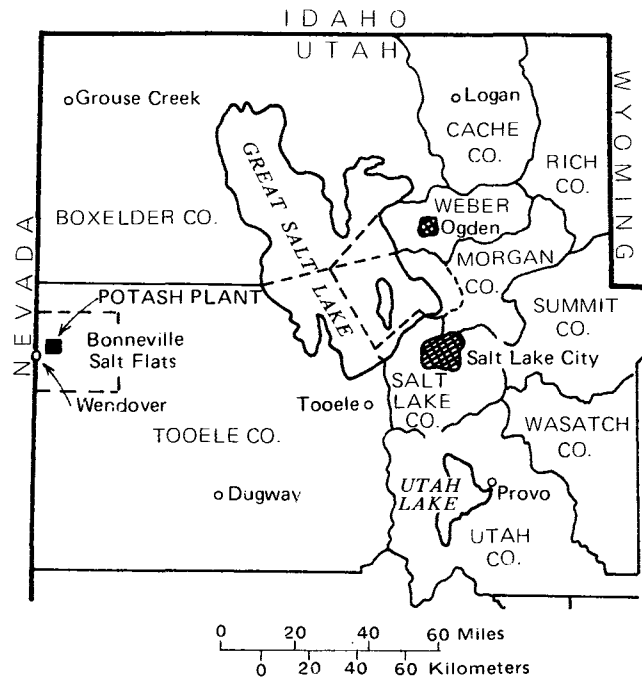 IDAHO
UTAH
WYOMING
NEVADA
Grouse Creek
Logan
CACHE
CO.
RICH
CO.
GREAT SALT LAKE
BOXELDER CO.
WEBER
Ogden
MORGAN
CO.
POTASH PLANT
SUMMIT
CO.
Bonneville
Salt Flats
Salt Lake City
Wendover
Tooele
SALT
LAKE
CO.
WASATCH
CO.
TOOELE CO.
Dugway
UTAH
LAKE
Provo
UTAH
CO.
0 20 40 60 Miles
0 20 40 60 Kilometers